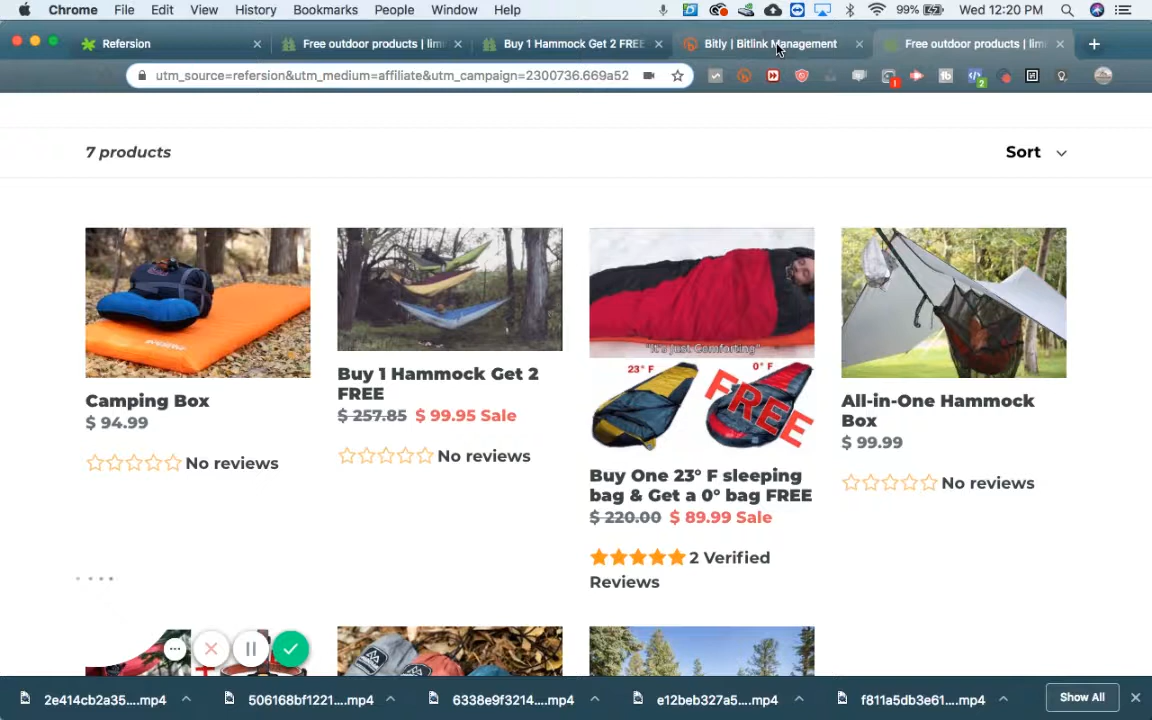 Chrome File Edit View History Bookmarks People Window Help 99% Wed 12:20 PM
Refersion Free outdoor products | lim Buy 1 Hammock Get 2 FREE Bitly | Bitlink Management Free outdoor products | lim
utm_source=refersion&utm_medium=affiliate&utm_campaign=2300736.669a52
1
2
7 products
Sort
"It's just Comforting"
23° F 0° F
FREE
Camping Box
$ 94.99
No reviews
Buy 1 Hammock Get 2
FREE
$ 257.85 $ 99.95 Sale
No reviews
Buy One 23° F sleeping
bag & Get a 0° bag FREE
$ 220.00 $ 89.99 Sale
2 Verified
Reviews
All-in-One Hammock
Box
$ 99.99
No reviews
2e414cb2a35....mp4 506168bf1221....mp4 6338e9f3214....mp4 e12beb327a5....mp4 f811a5db3e61....mp4 Show All